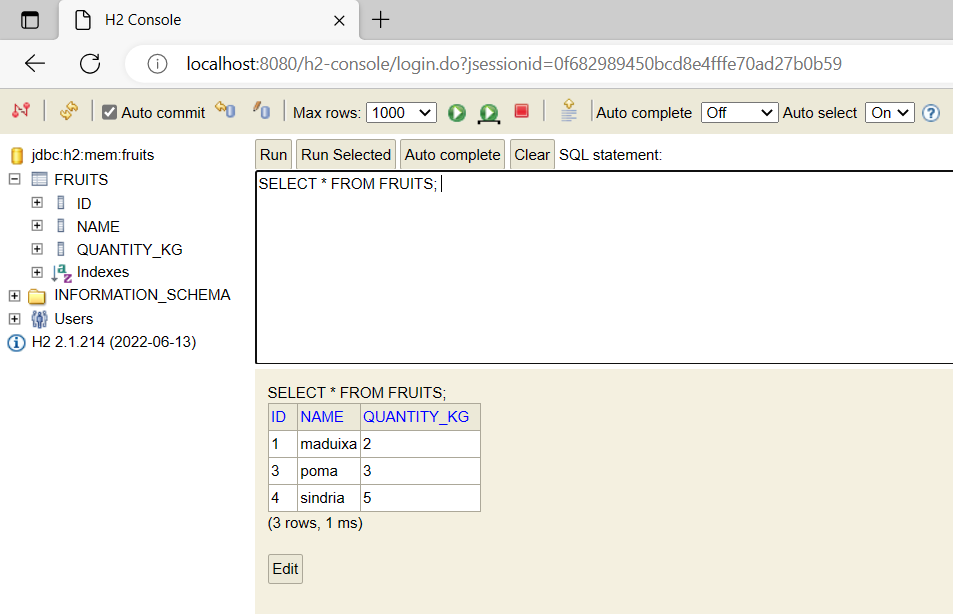 H2 Console
localhost:8080/h2-console/login.do?jsessionid=0f682989450bcd8e4fffe70ad27b0b59
Auto commit Max rows: 1000 Auto complete Off Auto select On ?
jdbc:h2:mem:fruits
FRUITS
ID
NAME
QUANTITY_KG
Indexes
INFORMATION_SCHEMA
Users
H2 2.1.214 (2022-06-13)
Run Run Selected Auto complete Clear SQL statement:
SELECT * FROM FRUITS;
SELECT * FROM FRUITS;
ID NAME QUANTITY_KG
1 maduixa 2
3 poma 3
4 sindria 5
(3 rows, 1 ms)
Edit